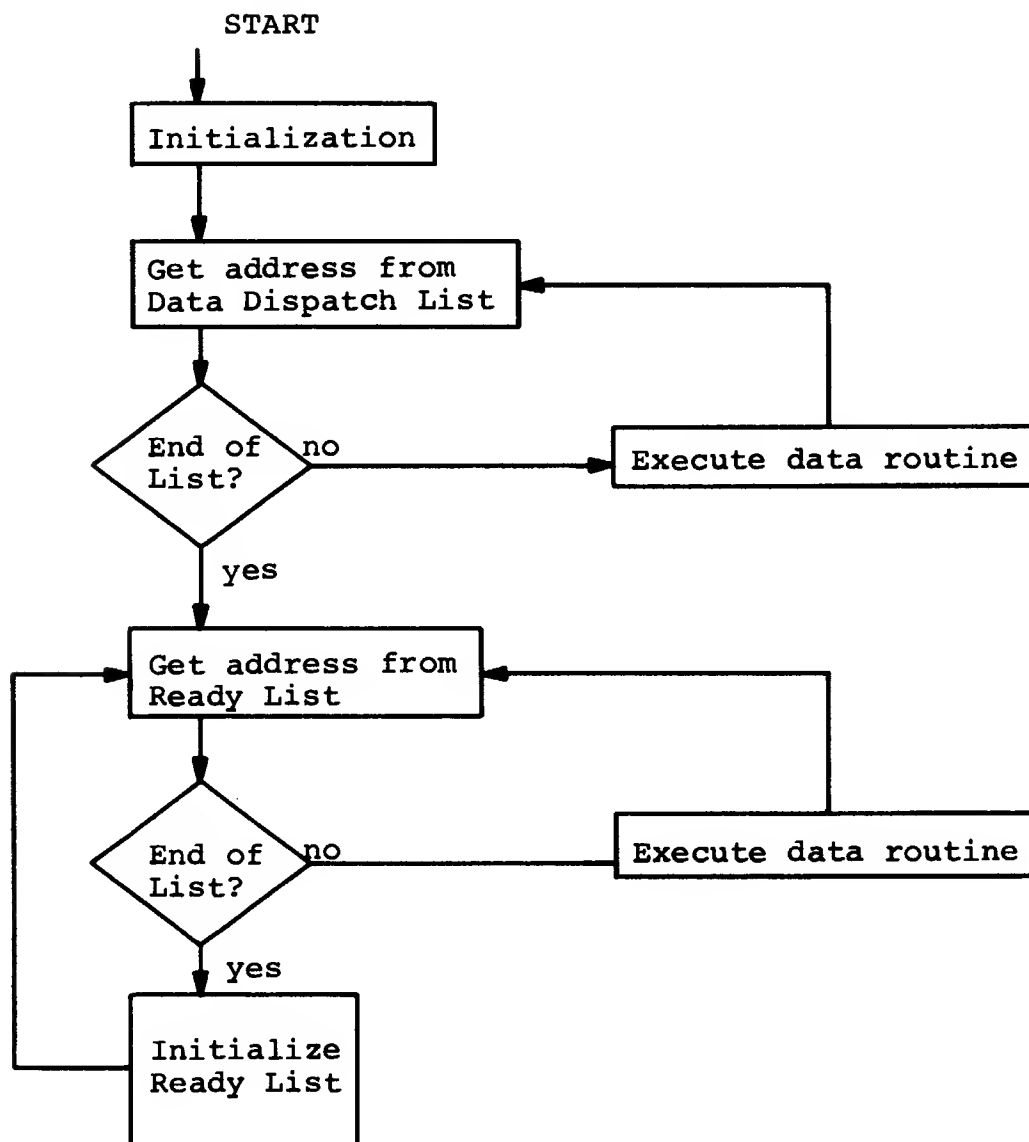 START
Initialization
Get address from
Data Dispatch List
End of
List?
no
Execute data routine
yes
Get address from
Ready List
End of
List?
no
Execute data routine
yes
Initialize
Ready List